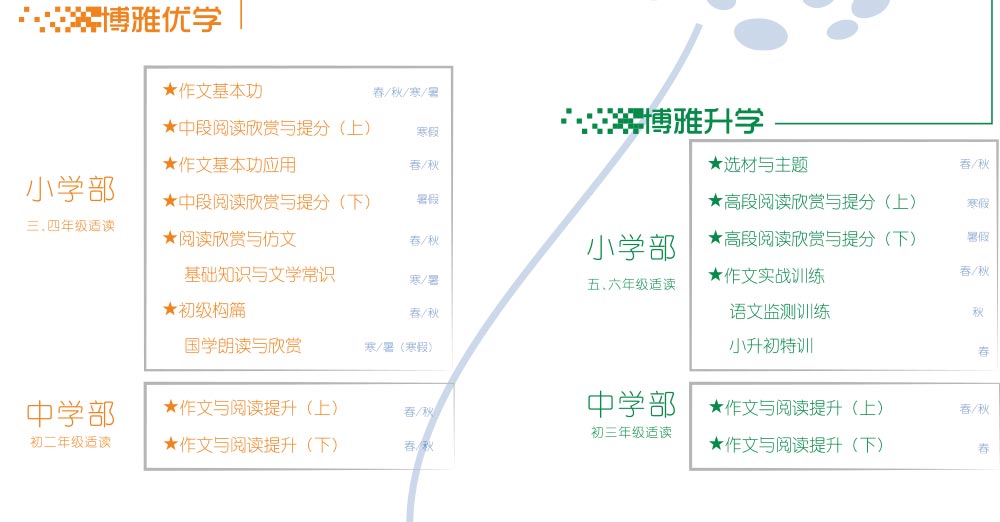 博雅优学
★作文基本功 春/秋/寒/暑
★中段阅读欣赏与提分（上） 寒假
★作文基本功应用 春/秋
★中段阅读欣赏与提分（下） 暑假
★阅读欣赏与仿文 春/秋
基础知识与文学常识 寒/暑
★初级构篇 春/秋
国学朗读与欣赏 寒/暑（寒假）
小学部
三、四年级适读
★作文与阅读提升（上） 春/秋
★作文与阅读提升（下） 春/秋
中学部
初二年级适读
博雅升学
★选材与主题 春/秋
★高段阅读欣赏与提分（上） 寒假
★高段阅读欣赏与提分（下） 暑假
★作文实战训练 春/秋
语文监测训练 秋
小升初特训 春
小学部
五、六年级适读
★作文与阅读提升（上） 春/秋
★作文与阅读提升（下） 春
中学部
初三年级适读